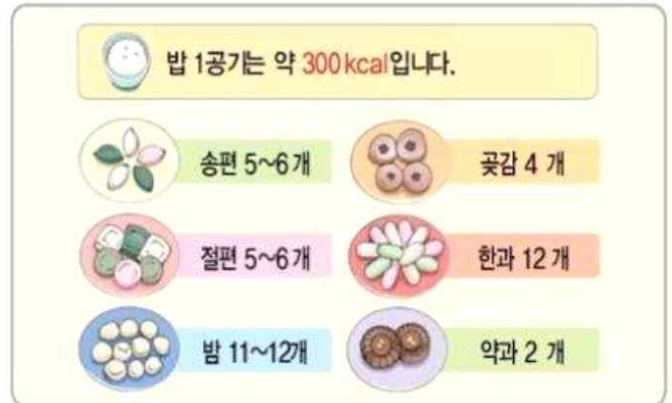 밥 1공기는 약 300kcal입니다.
송편 5~6개
곶감 4 개
절편 5~6개
한과 12 개
밤 11~12개
약과 2 개